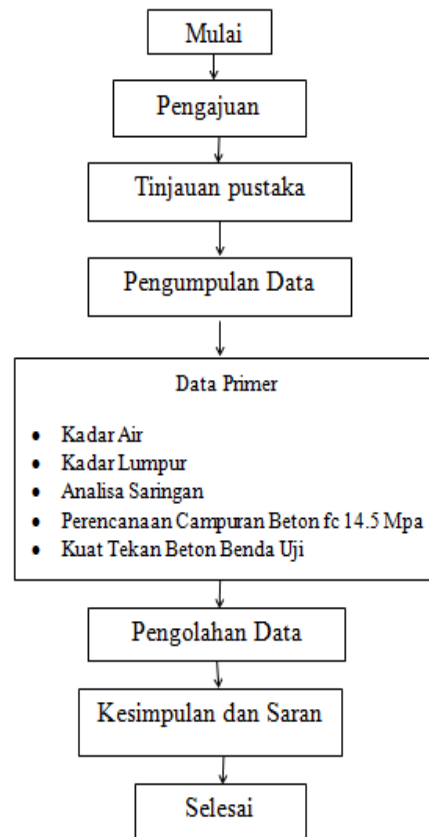 Mulai
Pengajuan
Tinjauan pustaka
Pengumpulan Data
Data Primer
• Kadar Air
• Kadar Lumpur
• Analisa Saringan
• Perencanaan Campuran Beton fc 14.5 Mpa
• Kuat Tekan Beton Benda Uji
Pengolahan Data
Kesimpulan dan Saran
Selesai